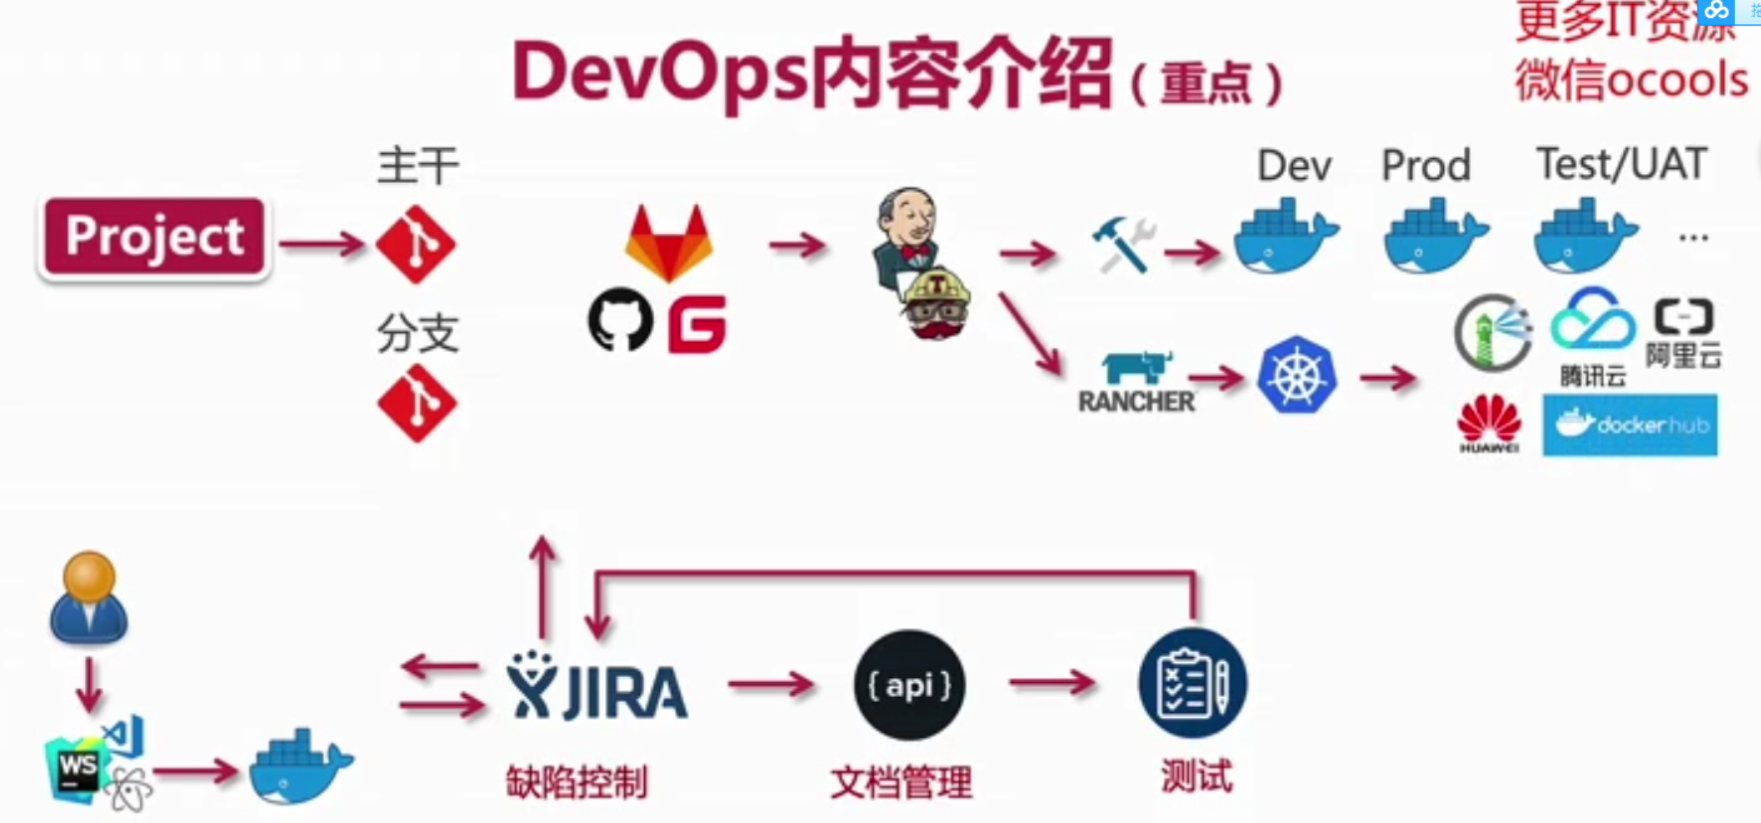 更多IT资源
DevOps内容介绍（重点）
微信ocools
主干
Dev
Prod
Test/UAT
Project
...
T
分支
G
腾讯云
[-]
阿里云
RANCHER
HUAWEI
dockerhub
JIRA
{api}
WS
缺陷控制
文档管理
测试